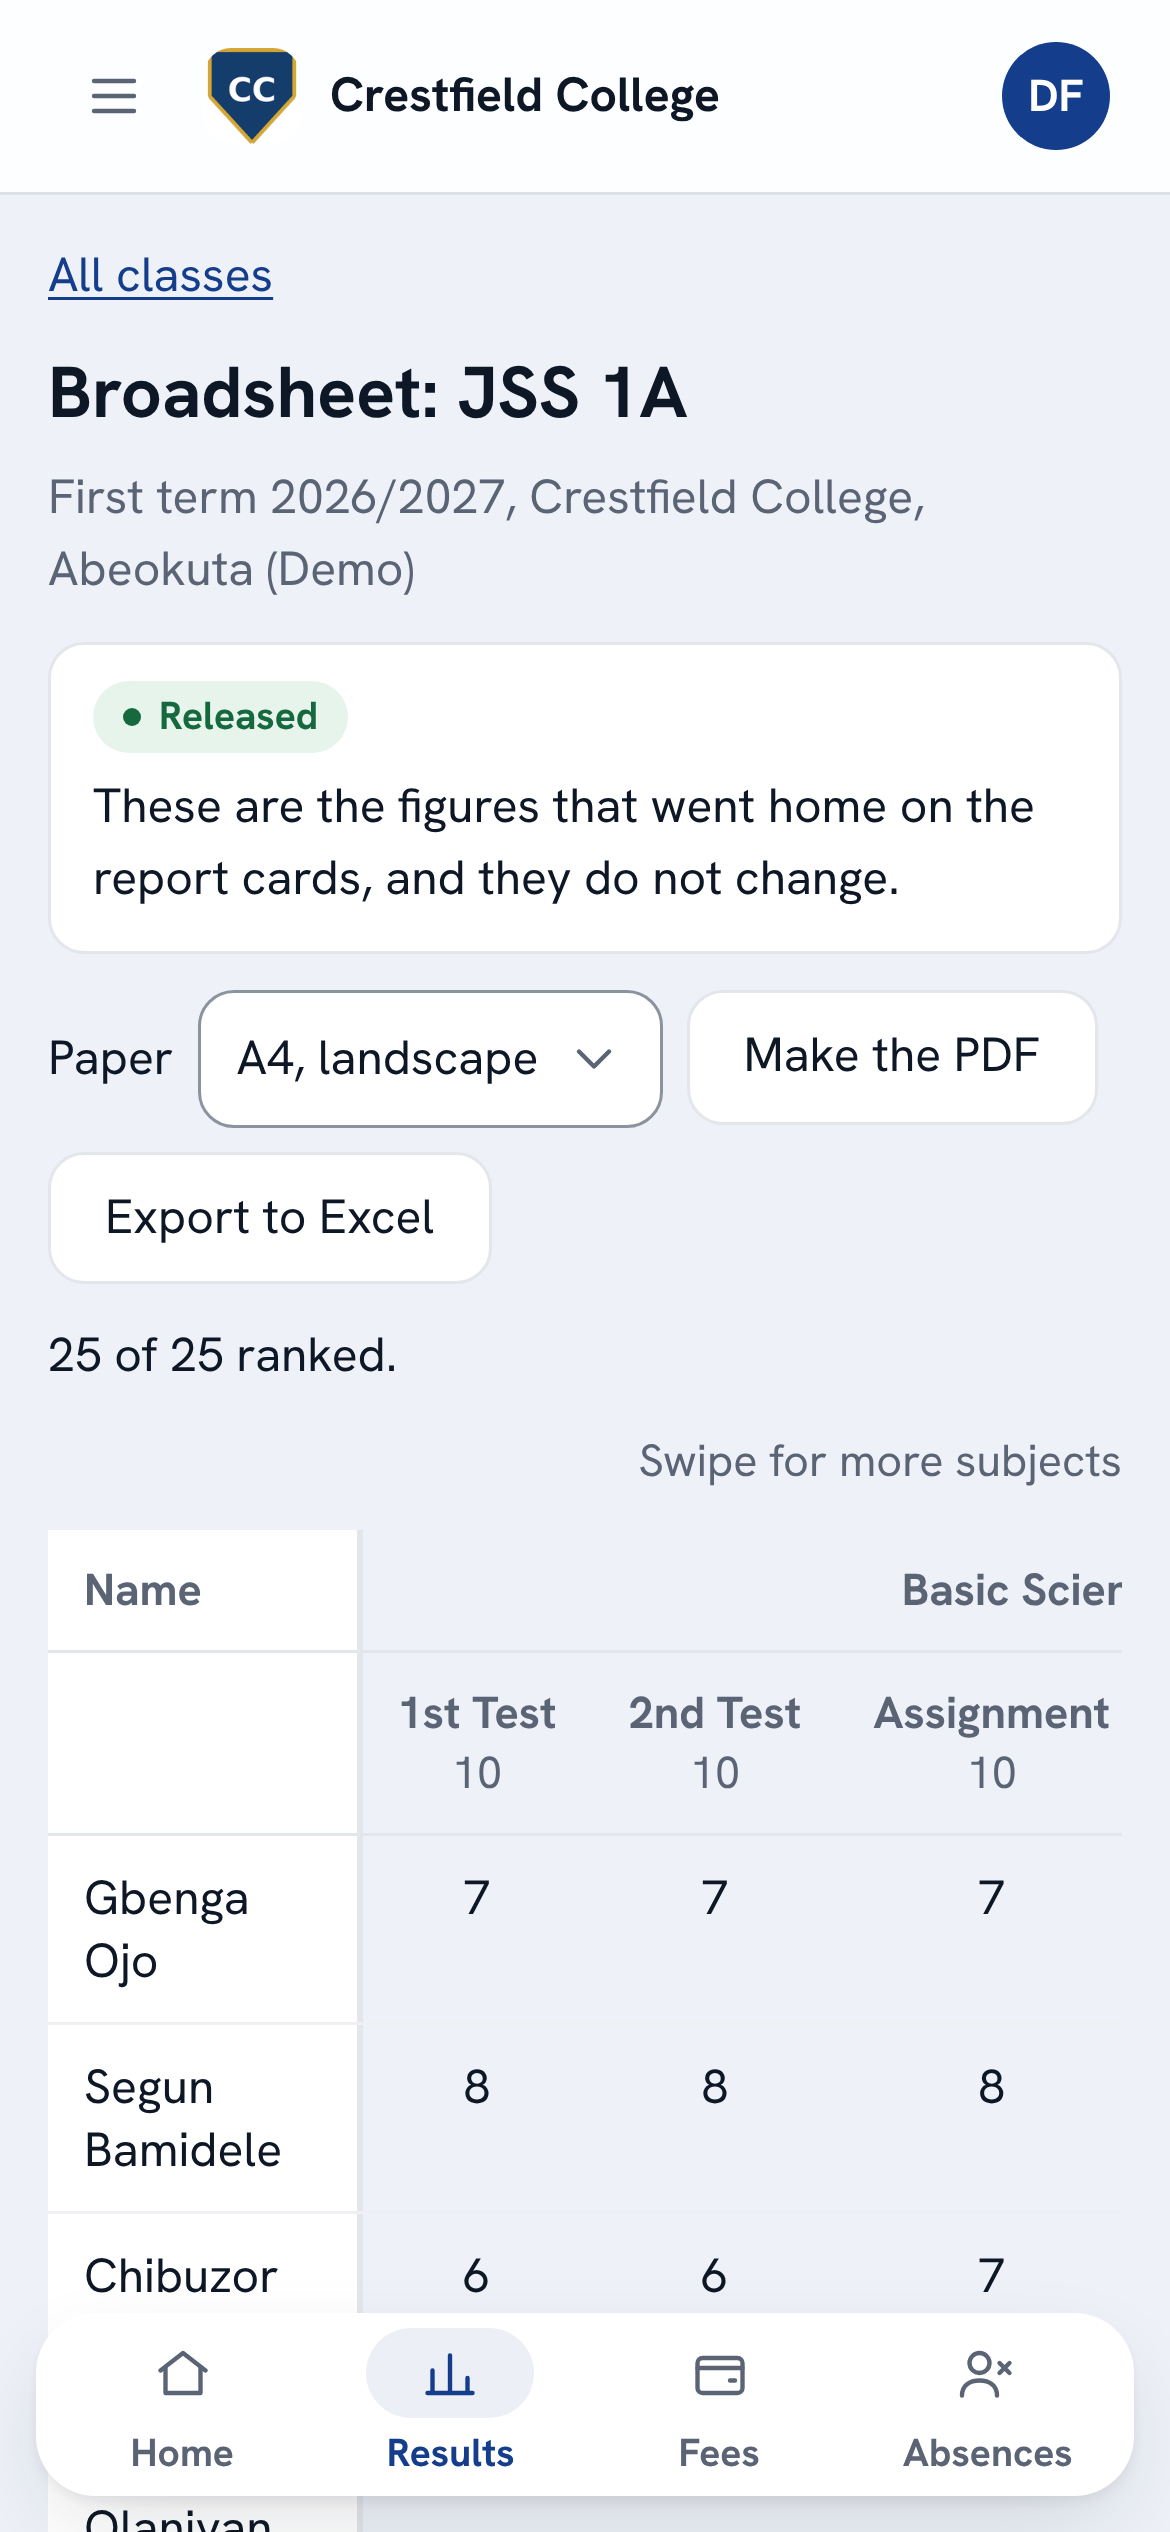 CC Crestfield College DF
All classes
Broadsheet: JSS 1A
First term 2026/2027, Crestfield College,
Abeokuta (Demo)
Released
These are the figures that went home on the
report cards, and they do not change.
Paper A4, landscape Make the PDF
Export to Excel
25 of 25 ranked.
Swipe for more subjects
Name Basic
1st Test 2nd Test Assignment
10 10 10
Gbenga 7 7 7
Ojo
Segun 8 8 8
Bamidele
Chibuzor 6 6 7
Home Results Fees Absences